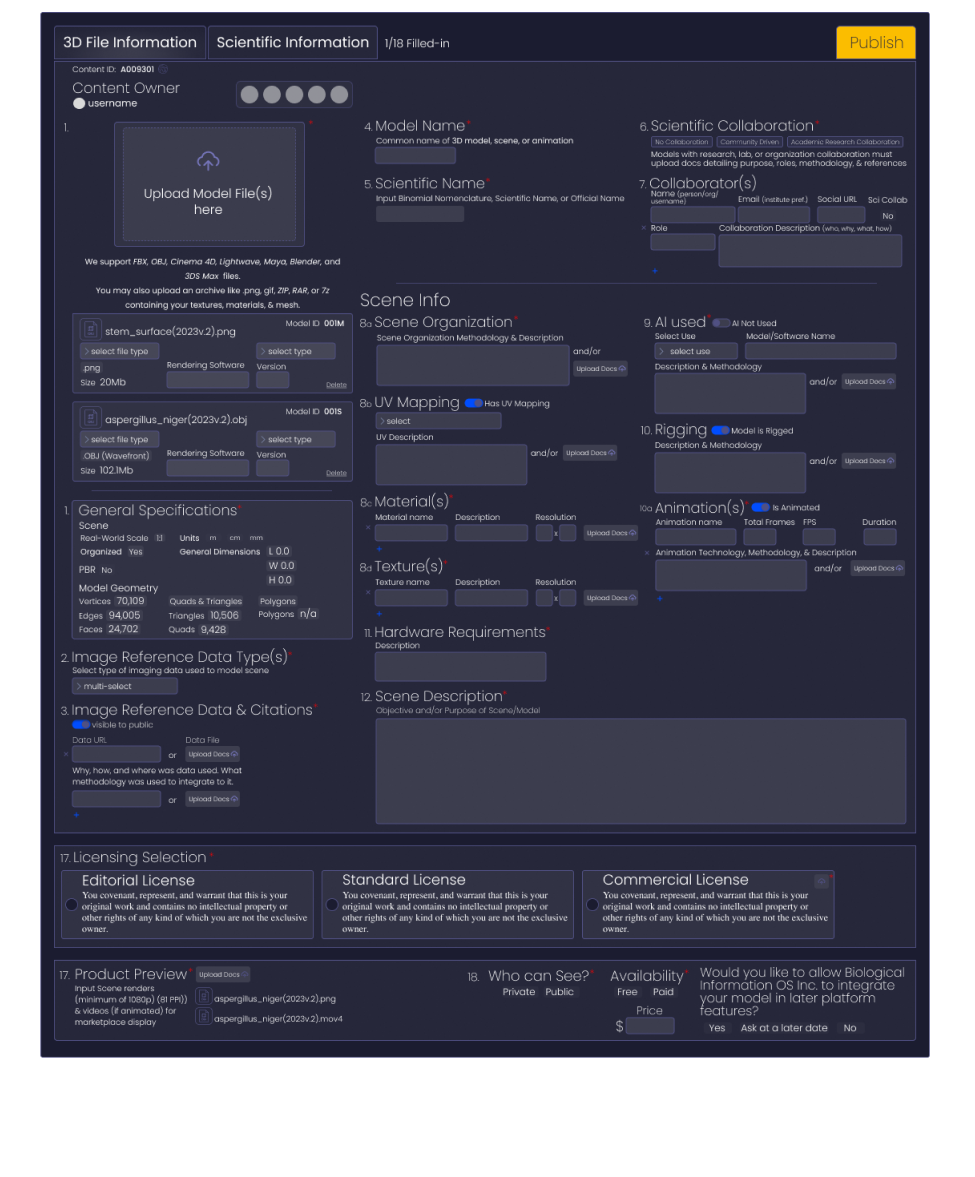 3D File Information
Scientific Information
1/18 Filled-in
Publish
Content ID: A009301
Content Owner
username
1.
*
Upload Model File(s)
here
We support FBX, OBJ, Cinema 4D, Lightwave, Maya, Blender, and
3DS Max files.
You may also upload an archive like .png, gif, ZIP, RAR, or 7z
containing your textures, materials, & mesh.
stem_surface(2023v.2).png
Model ID 001M
> select file type
> select type
.png
Rendering Software
Version
Size 20Mb
Delete
aspergillus_niger(2023v.2).obj
Model ID 001S
> select file type
> select type
.OBJ (Wavefront)
Rendering Software
Version
Size 102.1Mb
Delete
1. General Specifications*
Scene
Real-World Scale 1:1 Units m cm mm
Organized Yes General Dimensions L 0.0
W 0.0
PBR No
H 0.0
Model Geometry
Vertices 70,109 Quads & Triangles Polygons
Edges 94,005 Triangles 10,506 Polygons n/a
Faces 24,702 Quads 9,428
2. Image Reference Data Type(s)*
Select type of imaging data used to model scene
> multi-select
3. Image Reference Data & Citations*
visible to public
Data URL
Data File
×
or
Upload Docs
Why, how, and where was data used. What
methodology was used to integrate to it.
or
Upload Docs
+
4. Model Name*
Common name of 3D model, scene, or animation
5. Scientific Name*
Input Binomial Nomenclature, Scientific Name, or Official Name
6. Scientific Collaboration*
No Collaboration
Community Driven
Academic Research Collaboration
Models with research, lab, or organization collaboration must
upload docs detailing purpose, roles, methodology, & references
7. Collaborator(s)
Name (person/org/
username)
Email (institute pref.)
Social URL
Sci Collab
No
× Role
Collaboration Description (who, why, what, how)
+
Scene Info
8a Scene Organization*
Scene Organization Methodology & Description
and/or
Upload Docs
8b UV Mapping
Has UV Mapping
> select
UV Description
and/or
Upload Docs
8c Material(s)*
Material name
Description
Resolution
×
x
Upload Docs
+
8d Texture(s)*
Texture name
Description
Resolution
×
x
Upload Docs
+
9. AI used*
AI Not Used
Select Use
Model/Software Name
> select use
Description & Methodology
and/or
Upload Docs
10. Rigging
Model is Rigged
Description & Methodology
and/or
Upload Docs
10a Animation(s)*
Is Animated
Animation name
Total Frames
FPS
Duration
× Animation Technology, Methodology, & Description
and/or
Upload Docs
+
11. Hardware Requirements*
Description
12. Scene Description*
Objective and/or Purpose of Scene/Model
17. Licensing Selection*
Editorial License
You covenant, represent, and warrant that this is your
original work and contains no intellectual property or
other rights of any kind of which you are not the exclusive
owner.
Standard License
You covenant, represent, and warrant that this is your
original work and contains no intellectual property or
other rights of any kind of which you are not the exclusive
owner.
Commercial License
*
You covenant, represent, and warrant that this is your
original work and contains no intellectual property or
other rights of any kind of which you are not the exclusive
owner.
17. Product Preview*
Upload Docs
Input Scene renders
(minimum of 1080p) (81 PPI))
& videos (if animated) for
marketplace display
aspergillus_niger(2023v.2).png
aspergillus_niger(2023v.2).mov4
18. Who can See?*
Private Public
Availability*
Free Paid
Price
$
Would you like to allow Biological
Information OS Inc. to integrate
your model in later platform
features?
Yes Ask at a later date No